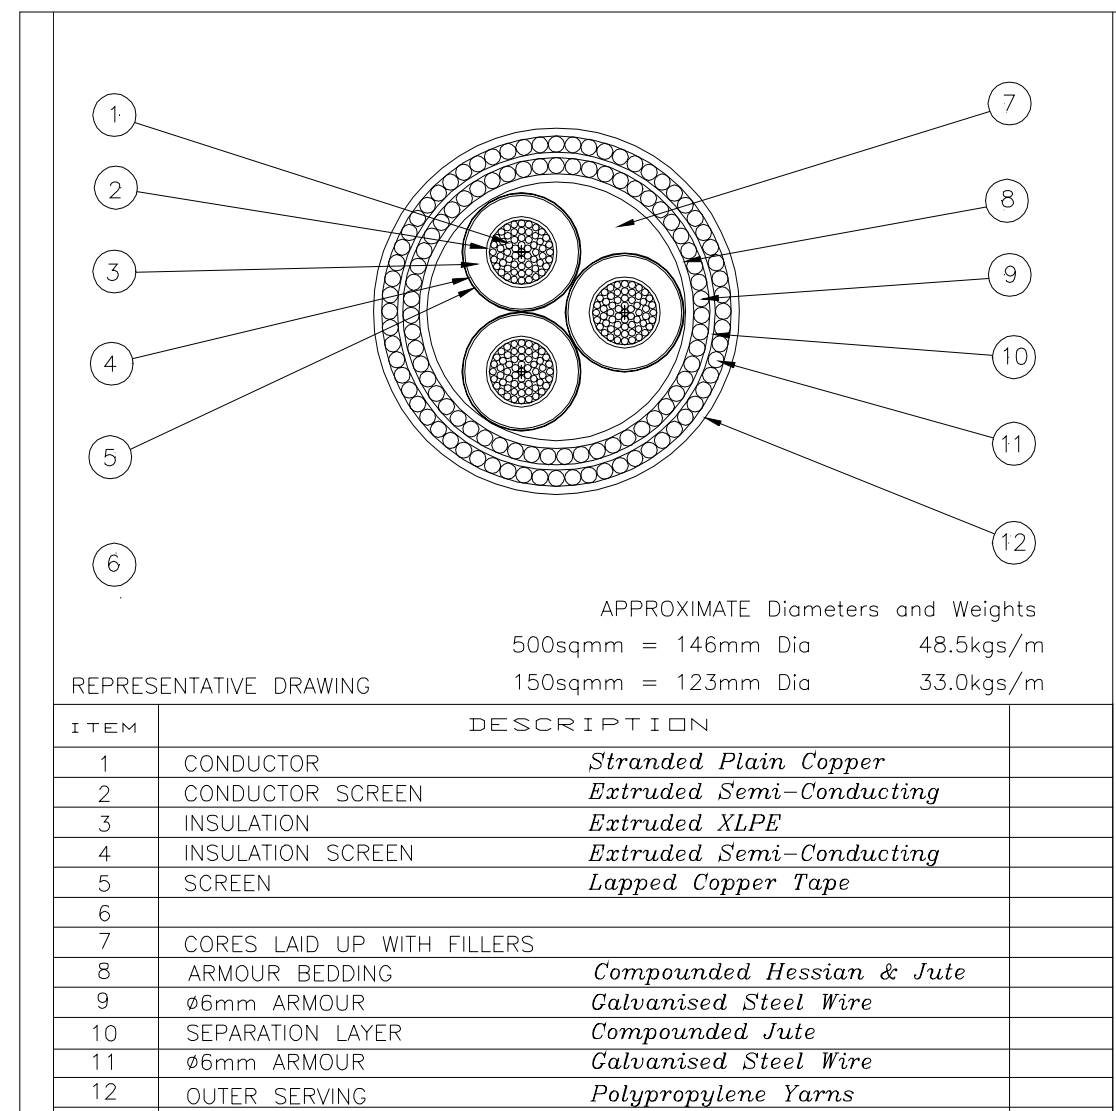 1
7
2
8
3
9
4
10
5
11
12
6
APPROXIMATE Diameters and Weights
500sqmm = 146mm Dia 48.5kgs/m
REPRESENTATIVE DRAWING 150sqmm = 123mm Dia 33.0kgs/m
ITEM DESCRIPTION
1 CONDUCTOR Stranded Plain Copper
2 CONDUCTOR SCREEN Extruded Semi-Conducting
3 INSULATION Extruded XLPE
4 INSULATION SCREEN Extruded Semi-Conducting
5 SCREEN Lapped Copper Tape
6
7 CORES LAID UP WITH FILLERS
8 ARMOUR BEDDING Compounded Hessian & Jute
9 ø6mm ARMOUR Galvanised Steel Wire
10 SEPARATION LAYER Compounded Jute
11 ø6mm ARMOUR Galvanised Steel Wire
12 OUTER SERVING Polypropylene Yarns